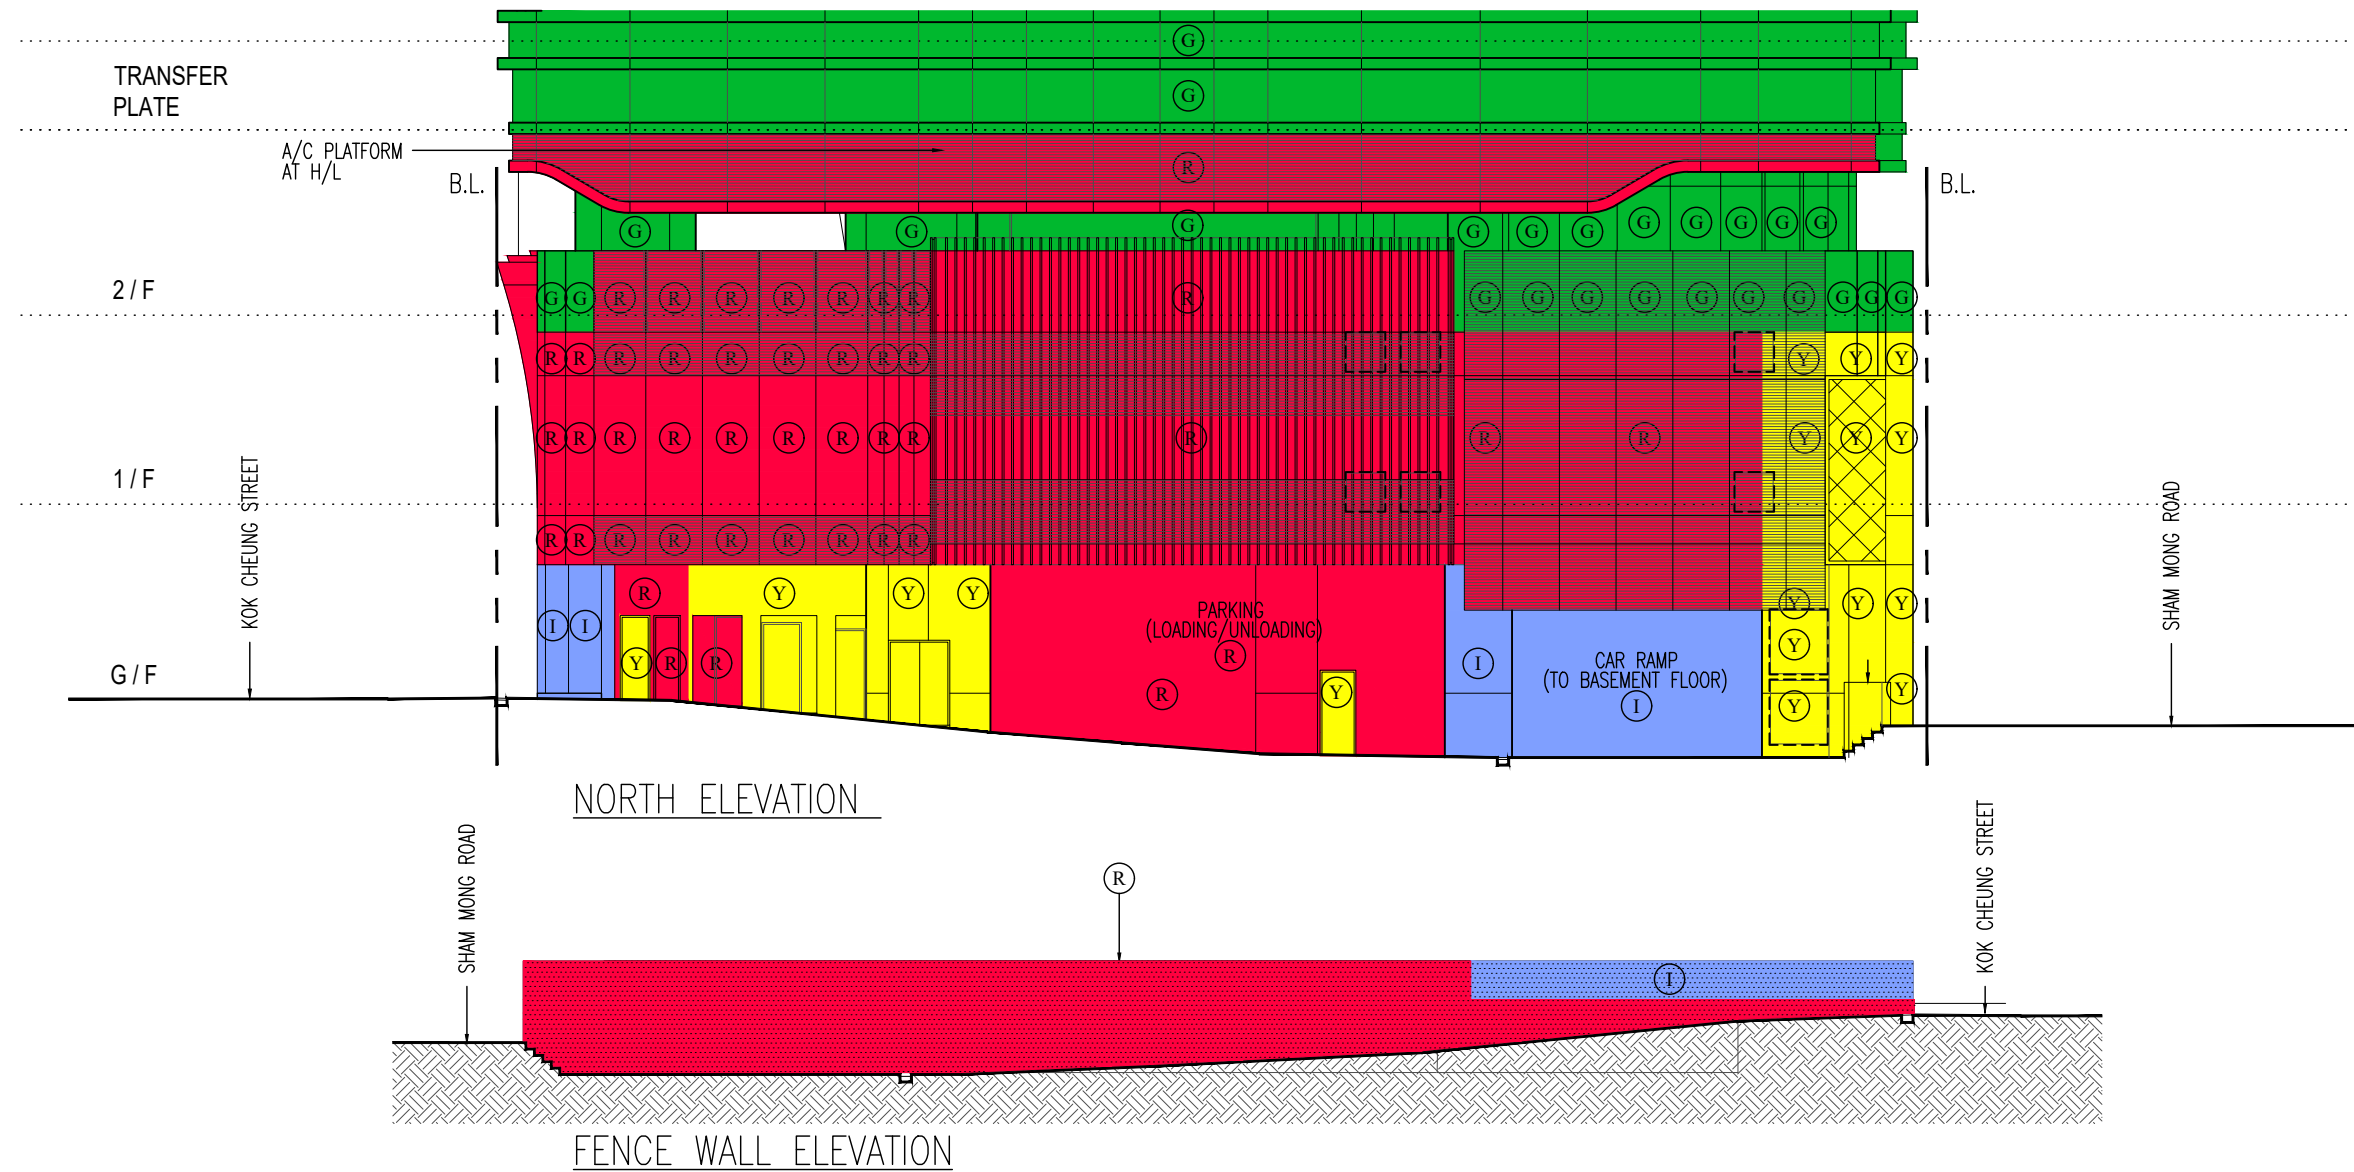 G
TRANSFER
PLATE
G
A/C PLATFORM
AT H/L
R
B.L.
B.L.
G G G G G G G G G G G
2 / F
G G R R R R R R R R G G G G G G G G G G
R R R R R R R R R Y Y Y
R R R R R R R R R R R R Y Y Y
1 / F
KOK CHEUNG STREET
SHAM MONG ROAD
R R R R R R R R R
R Y Y Y
PARKING
(LOADING/UNLOADING)
R
Y Y Y
I I
Y
G / F
Y R R
I
CAR RAMP
(TO BASEMENT FLOOR)
I
R
Y
Y
Y
NORTH ELEVATION
SHAM MONG ROAD
KOK CHEUNG STREET
R
I
FENCE WALL ELEVATION